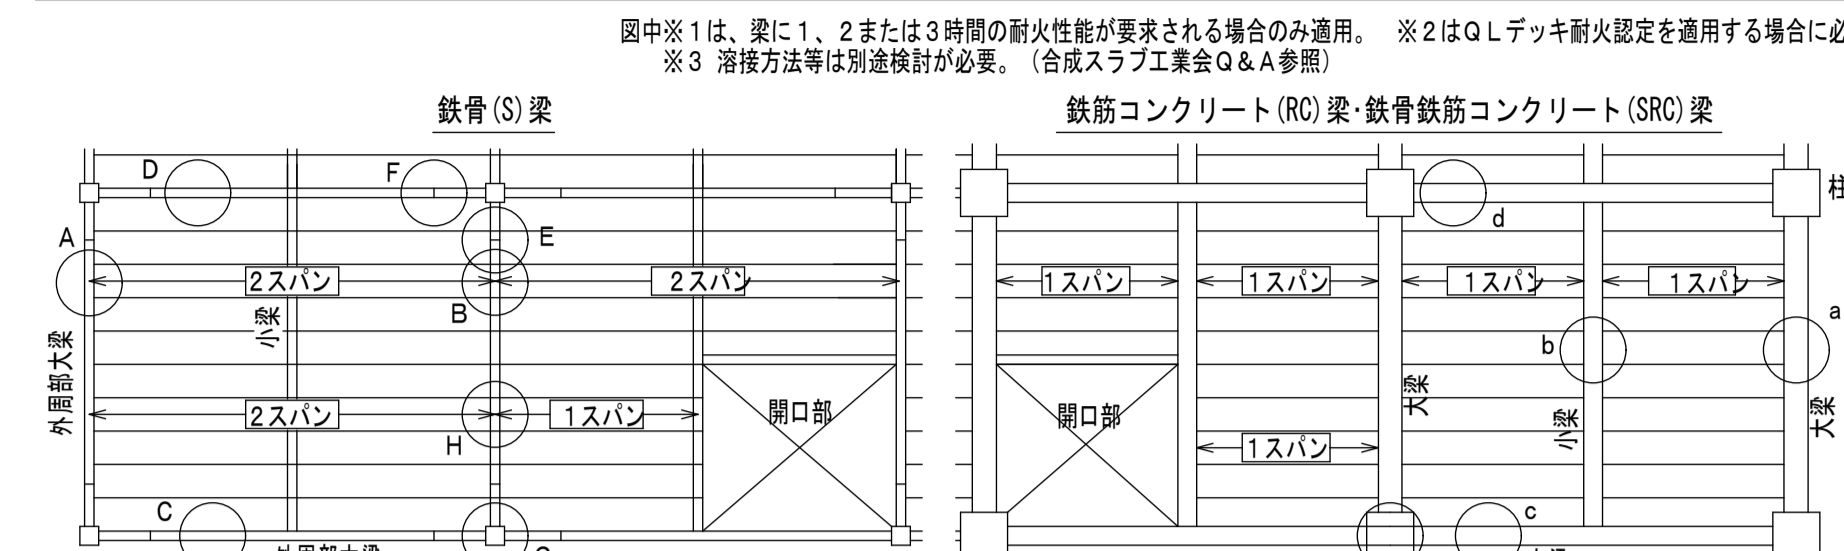 図中※１は、梁に１、２または３時間の耐火性能が要求される場合のみ適用。　※２はＱＬデッキ耐火認定を適用する場合に必
※３ 溶接方法等は別途検討が必要。（合成スラブ工業会Ｑ＆Ａ参照）
鉄骨(S)梁
鉄筋コンクリート(RC)梁・鉄骨鉄筋コンクリート(SRC)梁
D
F
柱
d
A
E
２スパン
２スパン
１スパン
１スパン
１スパン
１スパン
B
a
小梁
b
外周部大梁
大梁
２スパン
１スパン
開口部
開口部
小梁
大梁
H
１スパン
C
c
外周部大梁